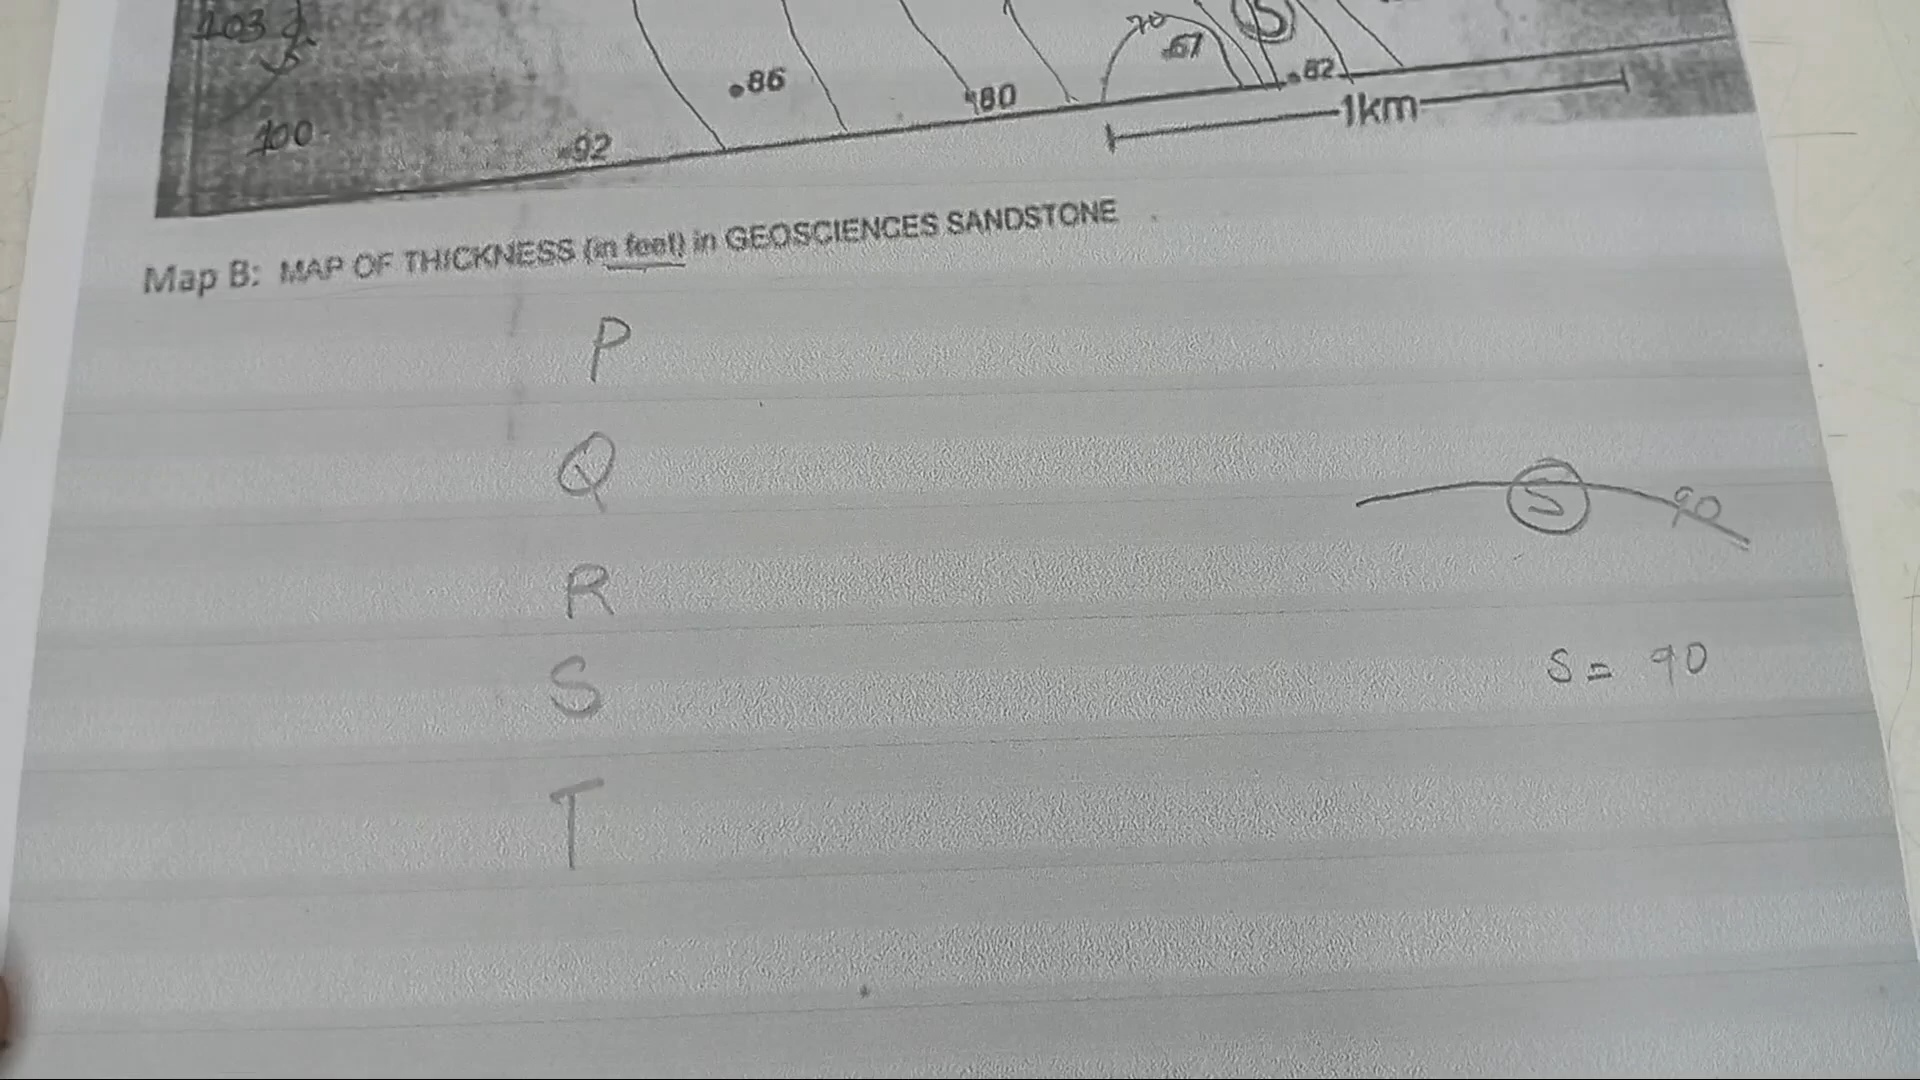 103
S
70
67
.86
80
.82
100
.92
1km
Map B: MAP OF THICKNESS (in feet) in GEOSCIENCES SANDSTONE
P
Q
S 90
R
S
S = 90
T